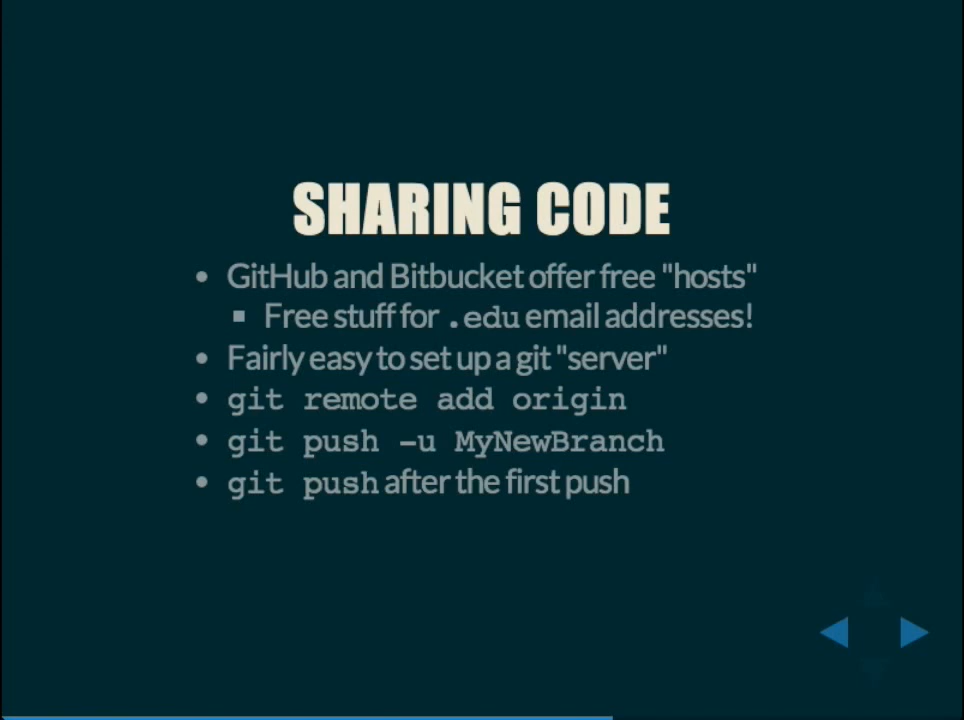 SHARING CODE
• GitHub and Bitbucket offer free "hosts"
▪ Free stuff for .edu email addresses!
• Fairly easy to set up a git "server"
• git remote add origin
• git push -u MyNewBranch
• git push after the first push